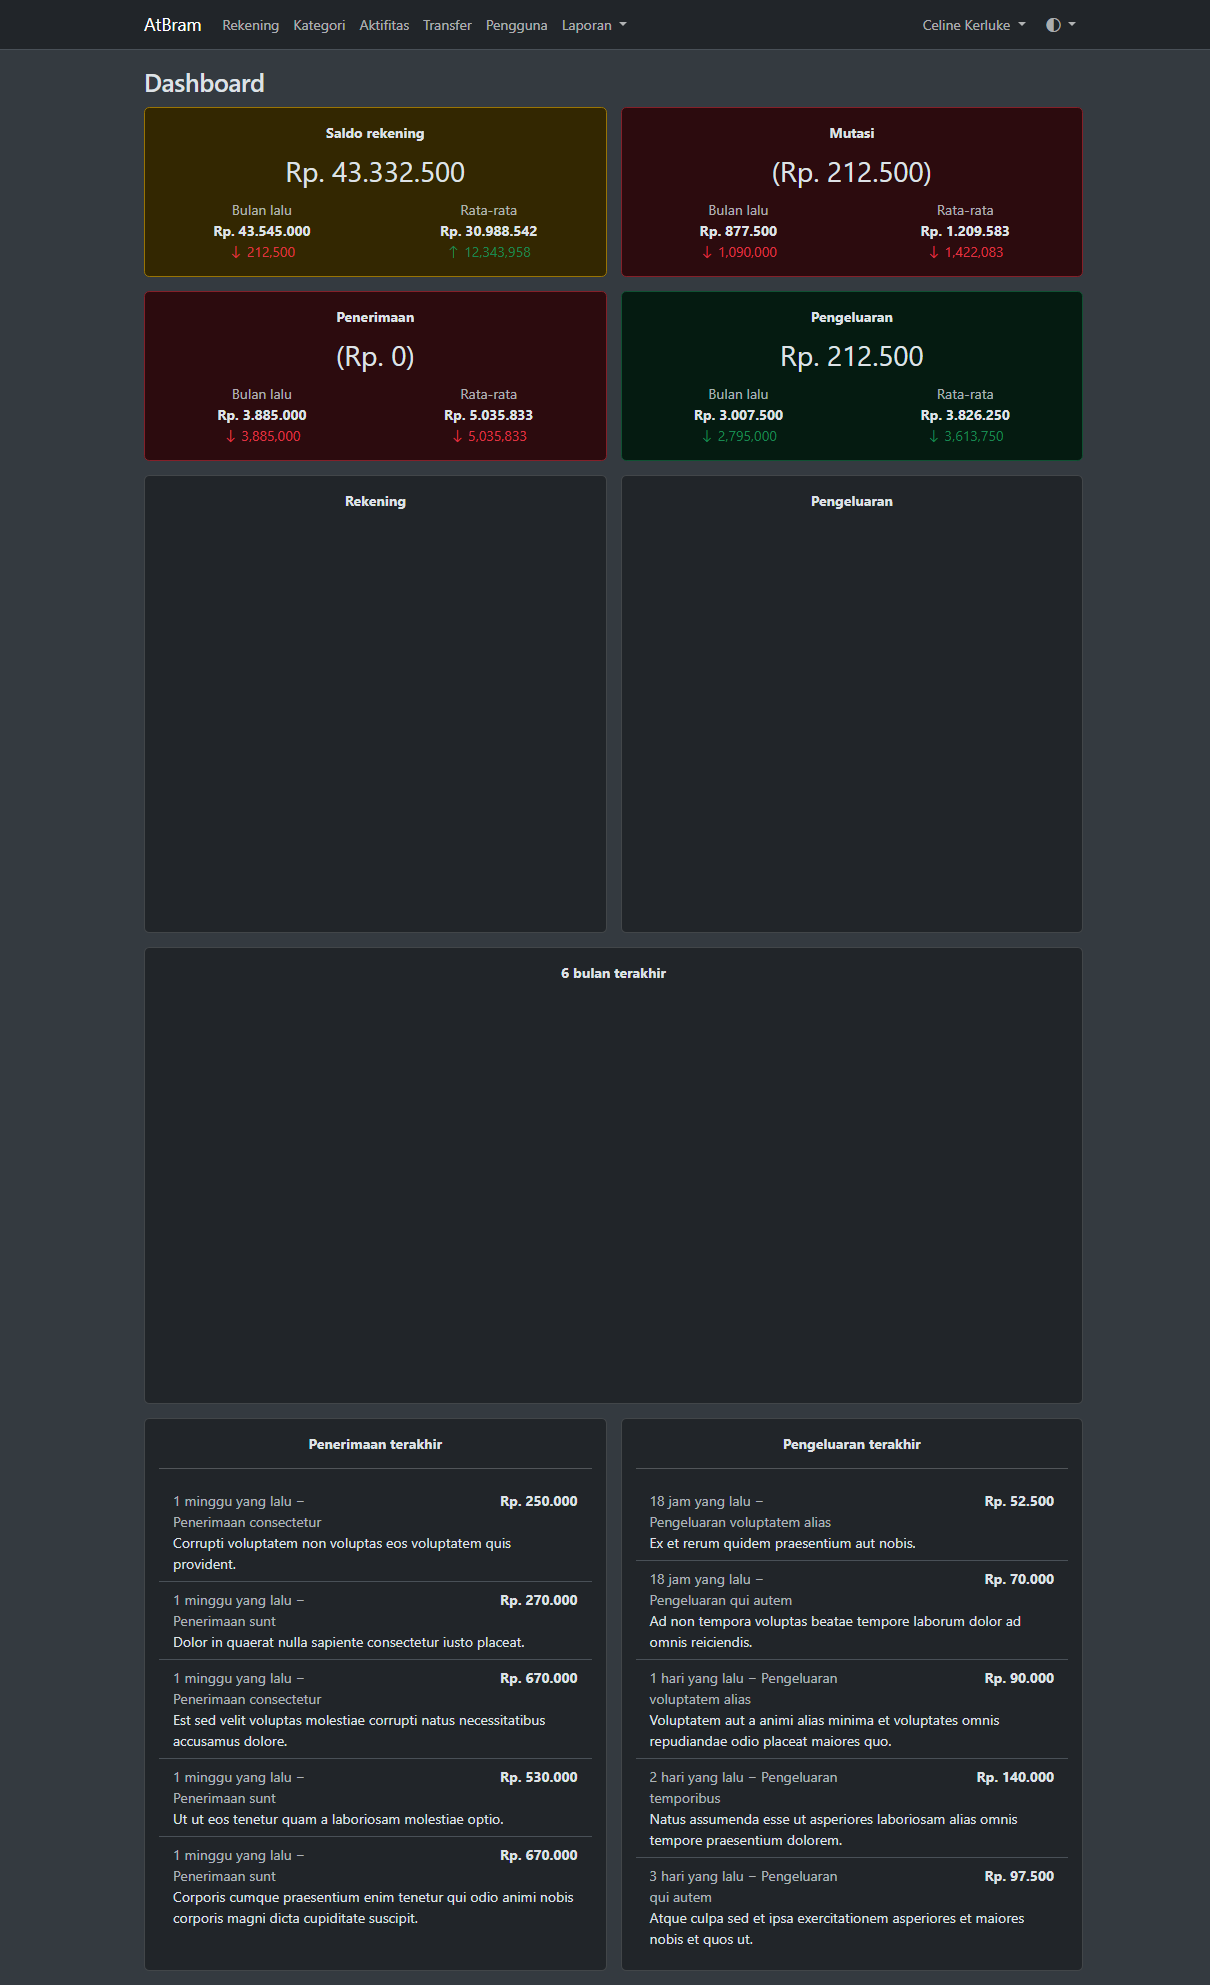 AtBram Rekening Kategori Aktifitas Transfer Pengguna Laporan Celine Kerluke
Dashboard
Saldo rekening
Rp. 43.332.500
Bulan lalu Rata-rata
Rp. 43.545.000 Rp. 30.988.542
↓ 212,500 ↑ 12,343,958
Mutasi
(Rp. 212.500)
Bulan lalu Rata-rata
Rp. 877.500 Rp. 1.209.583
↓ 1,090,000 ↓ 1,422,083
Penerimaan
(Rp. 0)
Bulan lalu Rata-rata
Rp. 3.885.000 Rp. 5.035.833
↓ 3,885,000 ↓ 5,035,833
Pengeluaran
Rp. 212.500
Bulan lalu Rata-rata
Rp. 3.007.500 Rp. 3.826.250
↓ 2,795,000 ↓ 3,613,750
Rekening
Pengeluaran
6 bulan terakhir
Penerimaan terakhir
1 minggu yang lalu – Rp. 250.000
Penerimaan consectetur
Corrupti voluptatem non voluptas eos voluptatem quis
provident.
1 minggu yang lalu – Rp. 270.000
Penerimaan sunt
Dolor in quaerat nulla sapiente consectetur iusto placeat.
1 minggu yang lalu – Rp. 670.000
Penerimaan consectetur
Est sed velit voluptas molestiae corrupti natus necessitatibus
accusamus dolore.
1 minggu yang lalu – Rp. 530.000
Penerimaan sunt
Ut ut eos tenetur quam a laboriosam molestiae optio.
1 minggu yang lalu – Rp. 670.000
Penerimaan sunt
Corporis cumque praesentium enim tenetur qui odio animi nobis
corporis magni dicta cupiditate suscipit.
Pengeluaran terakhir
18 jam yang lalu – Rp. 52.500
Pengeluaran voluptatem alias
Ex et rerum quidem praesentium aut nobis.
18 jam yang lalu – Rp. 70.000
Pengeluaran qui autem
Ad non tempora voluptas beatae tempore laborum dolor ad
omnis reiciendis.
1 hari yang lalu – Pengeluaran Rp. 90.000
voluptatem alias
Voluptatem aut a animi alias minima et voluptates omnis
repudiandae odio placeat maiores quo.
2 hari yang lalu – Pengeluaran Rp. 140.000
temporibus
Natus assumenda esse ut asperiores laboriosam alias omnis
tempore praesentium dolorem.
3 hari yang lalu – Pengeluaran Rp. 97.500
qui autem
Atque culpa sed et ipsa exercitationem asperiores et maiores
nobis et quos ut.